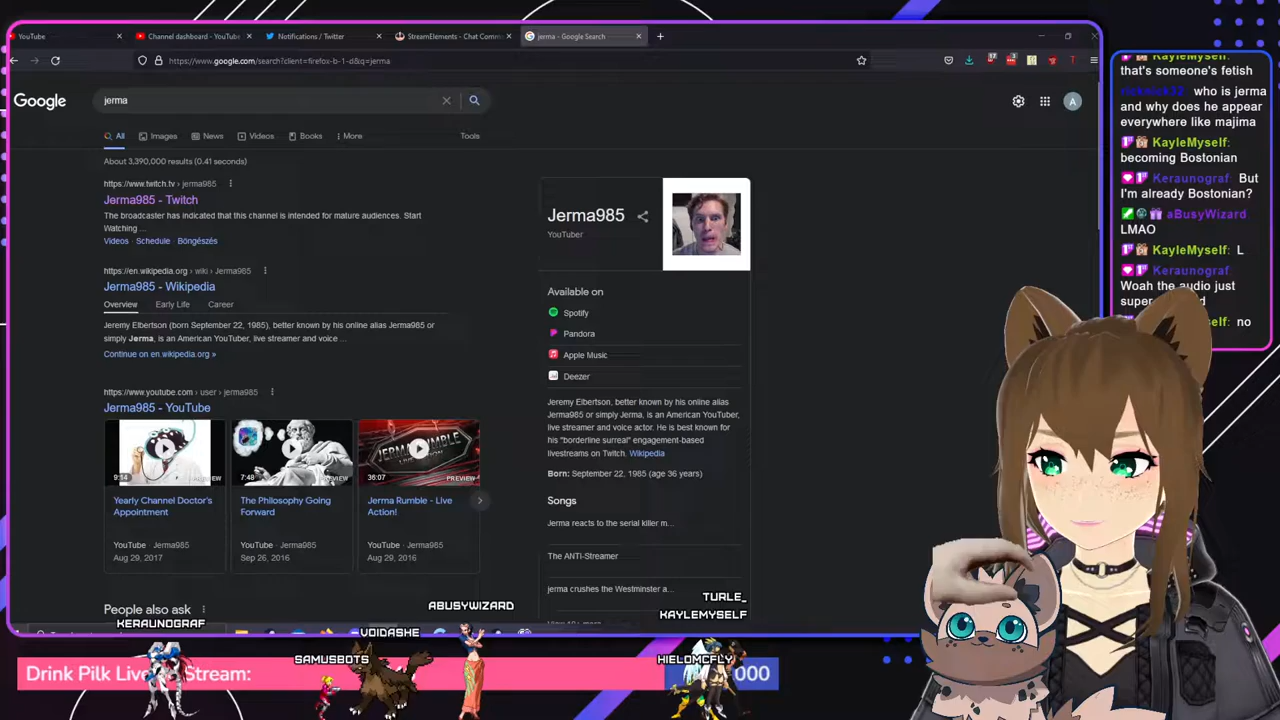 YouTube
Channel dashboard - YouTube
Notifications / Twitter
StreamElements - Chat Comm
jerma - Google Search
https://www.google.com/search?client=firefox-b-1-d&q=jerma
Google
jerma
A
All
Images
News
Videos
Books
More
Tools
About 3,390,000 results (0.41 seconds)
https://www.twitch.tv › jerma985
Jerma985 - Twitch
The broadcaster has indicated that this channel is intended for mature audiences. Start
Watching ...
Videos Schedule Böngészés
https://en.wikipedia.org › wiki › Jerma985
Jerma985 - Wikipedia
Overview Early Life Career
Jeremy Elbertson (born September 22, 1985), better known by his online alias Jerma985 or
simply Jerma, is an American YouTuber, live streamer and voice ...
Continue on en.wikipedia.org »
https://www.youtube.com › user › jerma985
Jerma985 - YouTube
9:14
PREVIEW
7:48
PREVIEW
JERMA RUMBLE
36:07
PREVIEW
Yearly Channel Doctor's
Appointment
YouTube · Jerma985
Aug 29, 2017
The Philosophy Going
Forward
YouTube · Jerma985
Sep 26, 2016
Jerma Rumble - Live
Action!
YouTube · Jerma985
Aug 29, 2016
People also ask
Jerma985
YouTuber
Available on
Spotify
Pandora
Apple Music
Deezer
Jeremy Elbertson, better known by his online alias
Jerma985 or simply Jerma, is an American YouTuber,
live streamer and voice actor. He is best known for
his "borderline surreal" engagement-based
livestreams on Twitch. Wikipedia
Born: September 22, 1985 (age 36 years)
Songs
Jerma reacts to the serial killer m...
The ANTI-Streamer
jerma crushes the Westminster a...
KayleMyself:
that's someone's fetish
who is jerma
and why does he appear
everywhere like majima
KayleMyself:
becoming Bostonian
Keraunograf: But
I'm already Bostonian?
aBusyWizard:
LMAO
KayleMyself: L
Keraunograf:
Woah the audio just
no
KERAUNOGRAF
SAMUSBOTS
VOIDASHE
ABUSYWIZARD
TURLE_
KAYLEMYSELF
HIELOMCFLY
Drink Pilk Live Stream:
000